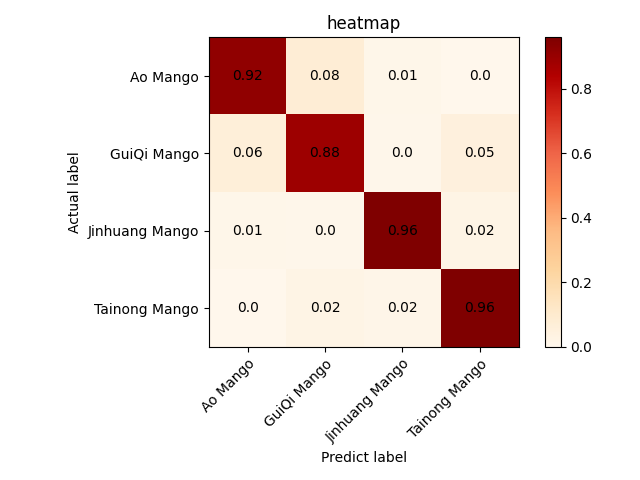 heatmap
Ao Mango 0.92 0.08 0.01 0.0
GuiQi Mango 0.06 0.88 0.0 0.05
Jinhuang Mango 0.01 0.0 0.96 0.02
Tainong Mango 0.0 0.02 0.02 0.96
Actual label
Ao Mango
GuiQi Mango
Jinhuang Mango
Tainong Mango
Predict label
0.8
0.6
0.4
0.2
0.0